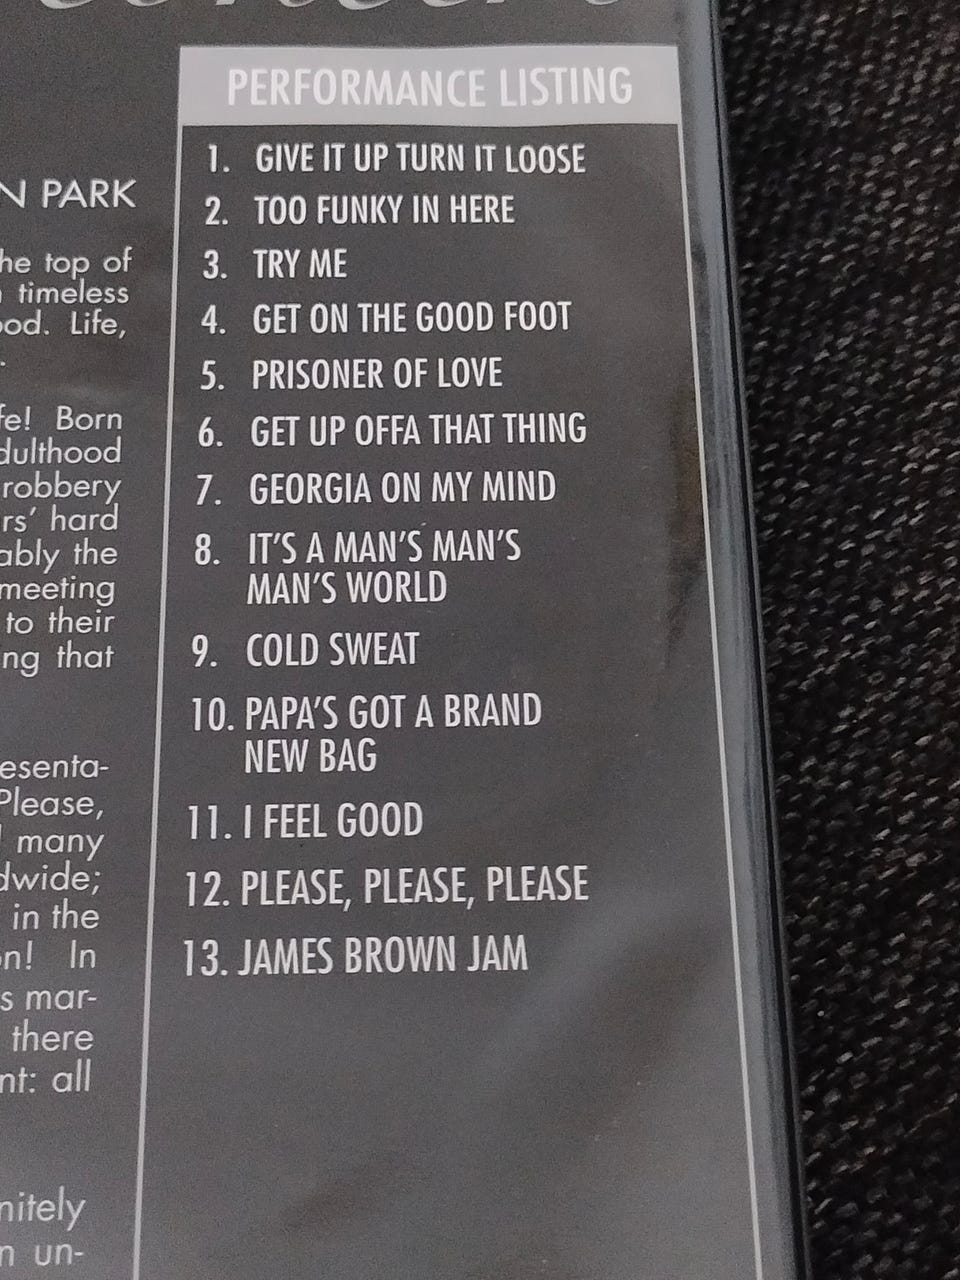 PERFORMANCE LISTING
1. GIVE IT UP TURN IT LOOSE
2. TOO FUNKY IN HERE
3. TRY ME
4. GET ON THE GOOD FOOT
5. PRISONER OF LOVE
6. GET UP OFFA THAT THING
7. GEORGIA ON MY MIND
8. IT'S A MAN'S MAN'S
MAN'S WORLD
9. COLD SWEAT
10. PAPA'S GOT A BRAND
NEW BAG
11. I FEEL GOOD
12. PLEASE, PLEASE, PLEASE
13. JAMES BROWN JAM
N PARK
he top of
timeless
ood. Life,
.
fe! Born
dulthood
robbery
rs' hard
ably the
meeting
to their
ng that
esenta-
Please,
many
dwide;
in the
n! In
s mar-
there
nt: all
nitely
n un-